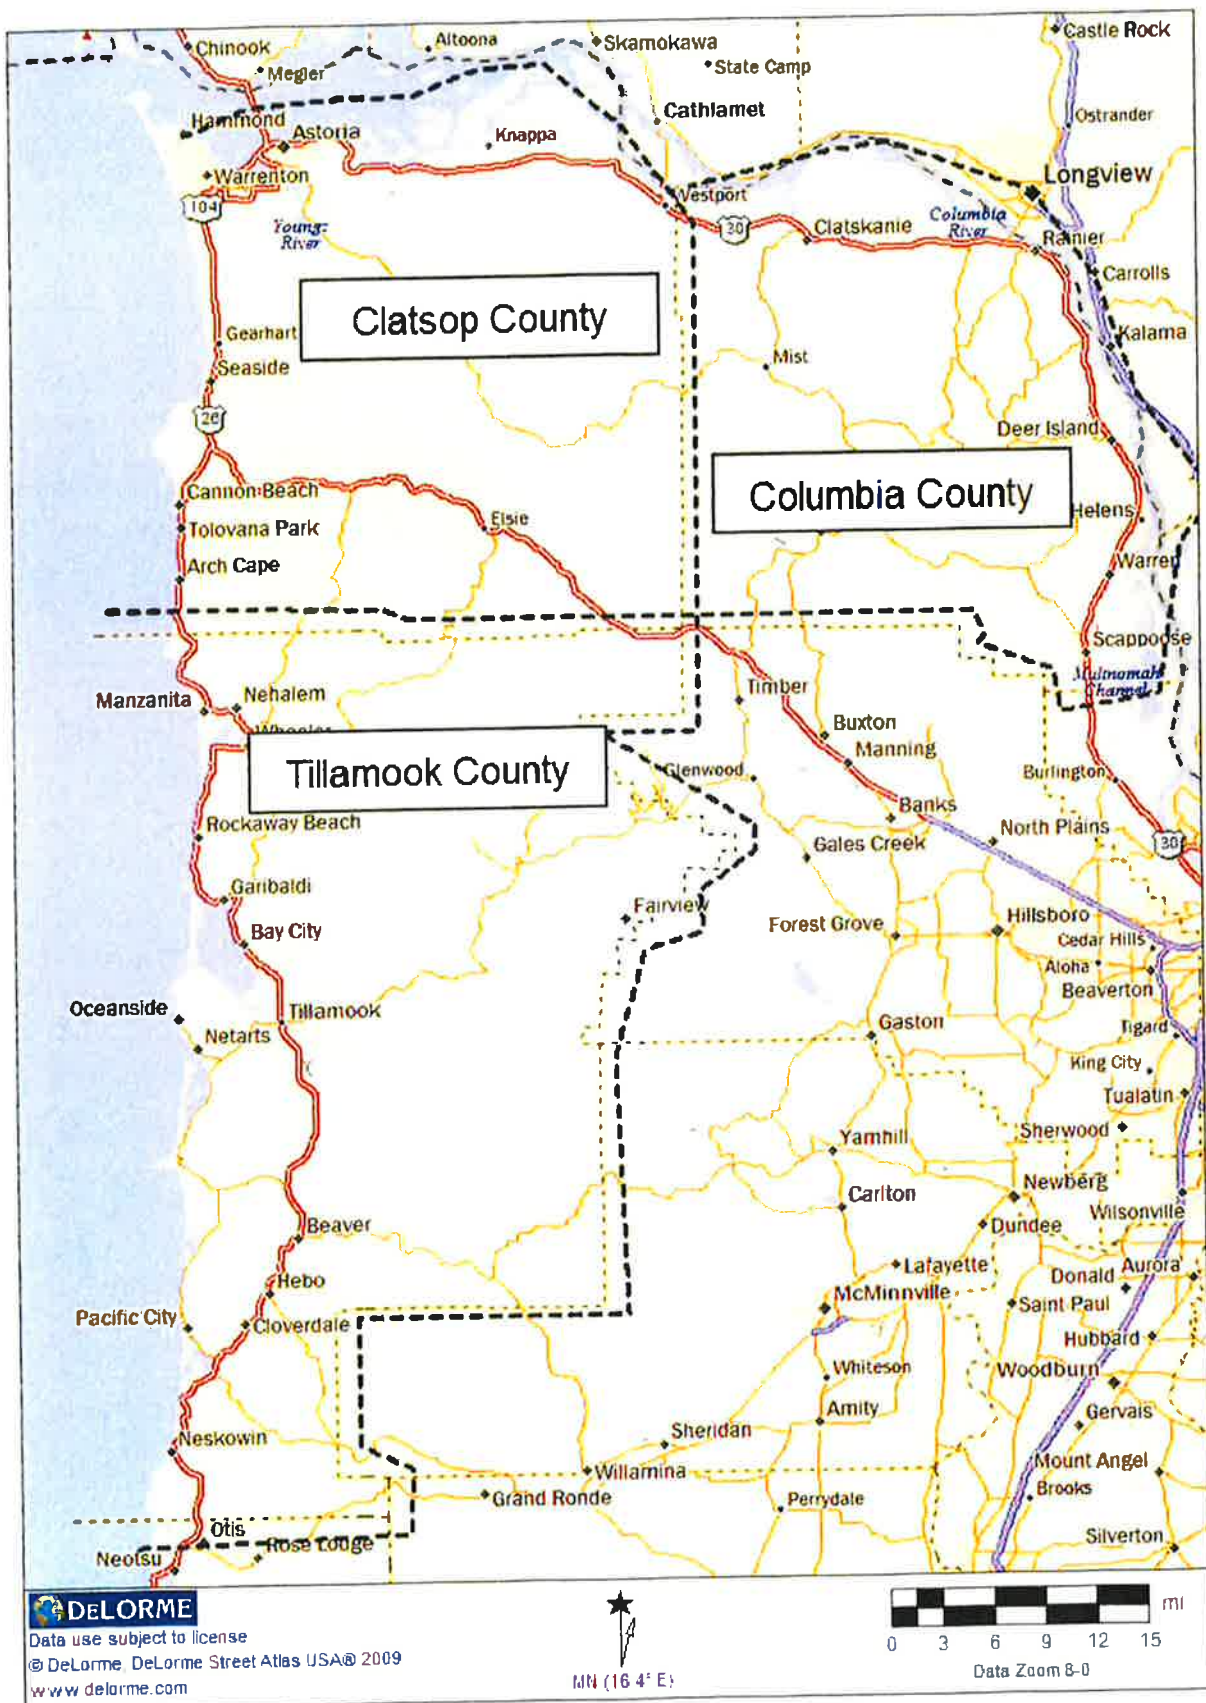 Castle Rock
Chinook
Altoona
Skamokawa
Megler
State Camp
Cathlamet
Ostrander
Hammond
Astoria
Knappa
Warrenton
Longview
Westport
104
Columbia
River
30
Clatskanie
Rainier
Young's
River
Carrolls
Clatsop County
Gearhart
Kalama
Mist
Seaside
26
Deer Island
Cannon Beach
Columbia County
Elsie
Helens
Tolovana Park
Arch Cape
Warren
Scappoose
Multnomah
Channel
Timber
Manzanita
Nehalem
Buxton
Wheeler
Manning
Tillamook County
Glenwood
Burlington
Banks
Rockaway Beach
North Plains
30
Gales Creek
Garibaldi
Fairview
Forest Grove
Hillsboro
Bay City
Cedar Hills
Aloha
Beaverton
Oceanside
Tillamook
Netarts
Gaston
Tigard
King City
Tualatin
Yamhill
Sherwood
Carlton
Newberg
Wilsonville
Beaver
Dundee
Lafayette
Aurora
Hebo
Donald
McMinnville
Saint Paul
Pacific City
Cloverdale
Hubbard
Whiteson
Woodburn
Amity
Gervais
Neskowin
Sheridan
Willamina
Mount Angel
Grand Ronde
Perrydale
Brooks
Otis
Rose Lodge
Silverton
Neotsu
DELORME
Data use subject to license
© DeLorme, DeLorme Street Atlas USA® 2009
www.delorme.com
MN (16.4° E)
mi
0 3 6 9 12 15
Data Zoom 8-0